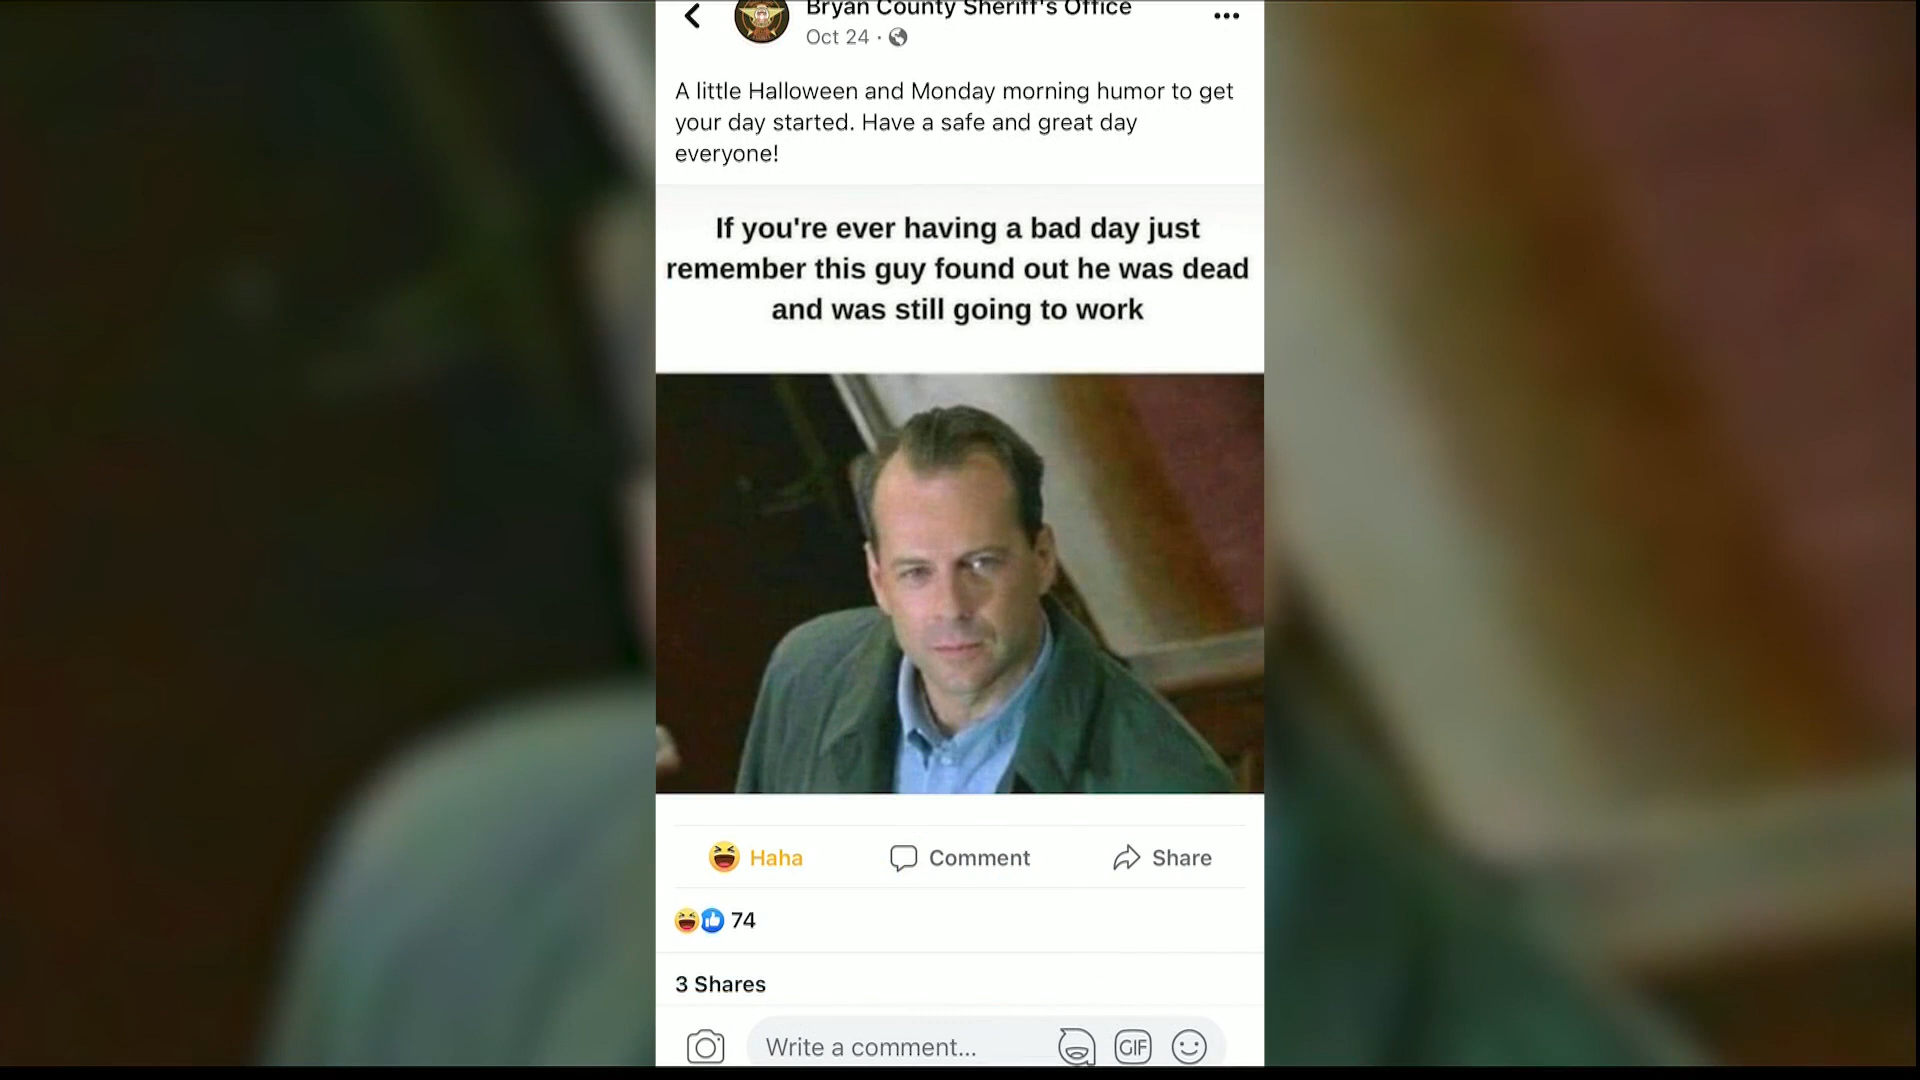 Bryan County Sheriff's Office
Oct 24 ·
A little Halloween and Monday morning humor to get
your day started. Have a safe and great day
everyone!
If you're ever having a bad day just
remember this guy found out he was dead
and was still going to work
Haha
Comment
Share
74
3 Shares
Write a comment...
GIF